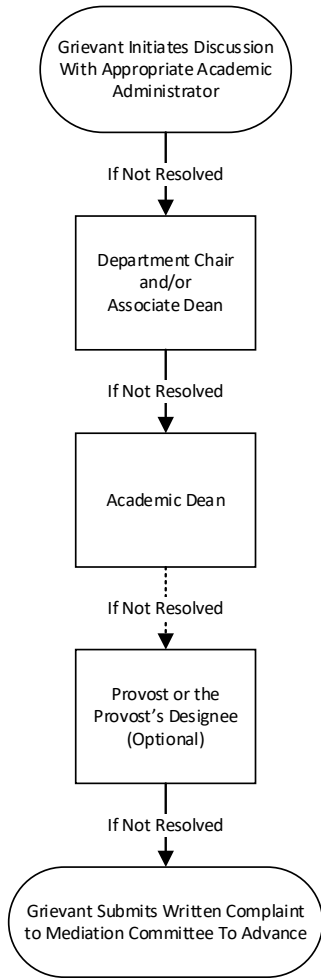 Grievant Initiates Discussion
With Appropriate Academic
Administrator
If Not Resolved
Department Chair
and/or
Associate Dean
If Not Resolved
Academic Dean
If Not Resolved
Provost or the
Provost’s Designee
(Optional)
If Not Resolved
Grievant Submits Written Complaint
to Mediation Committee To Advance